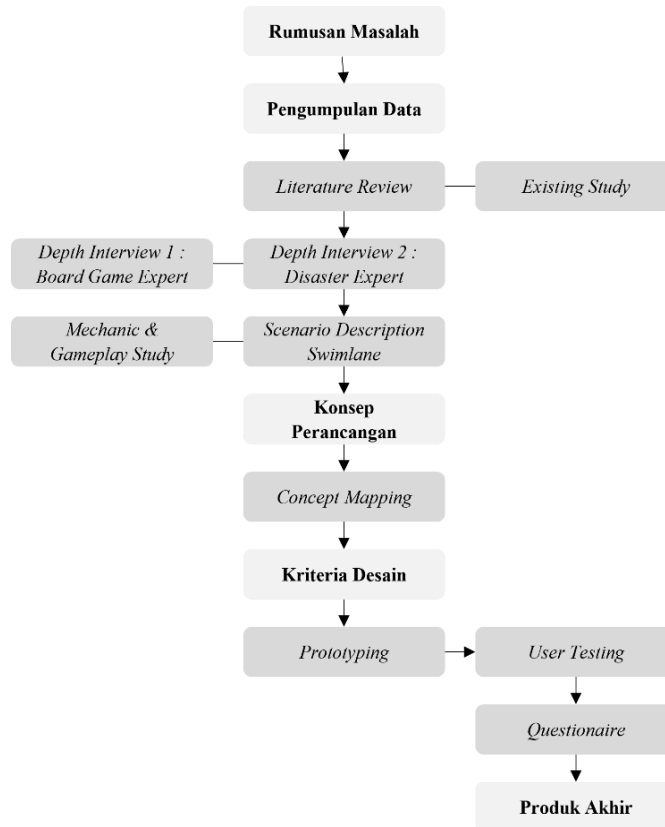 Rumusan Masalah
Pengumpulan Data
Literature Review
Existing Study
Depth Interview 1 :
Board Game Expert
Depth Interview 2 :
Disaster Expert
Mechanic &
Gameplay Study
Scenario Description
Swimlane
Konsep
Perancangan
Concept Mapping
Kriteria Desain
Prototyping
User Testing
Questionaire
Produk Akhir